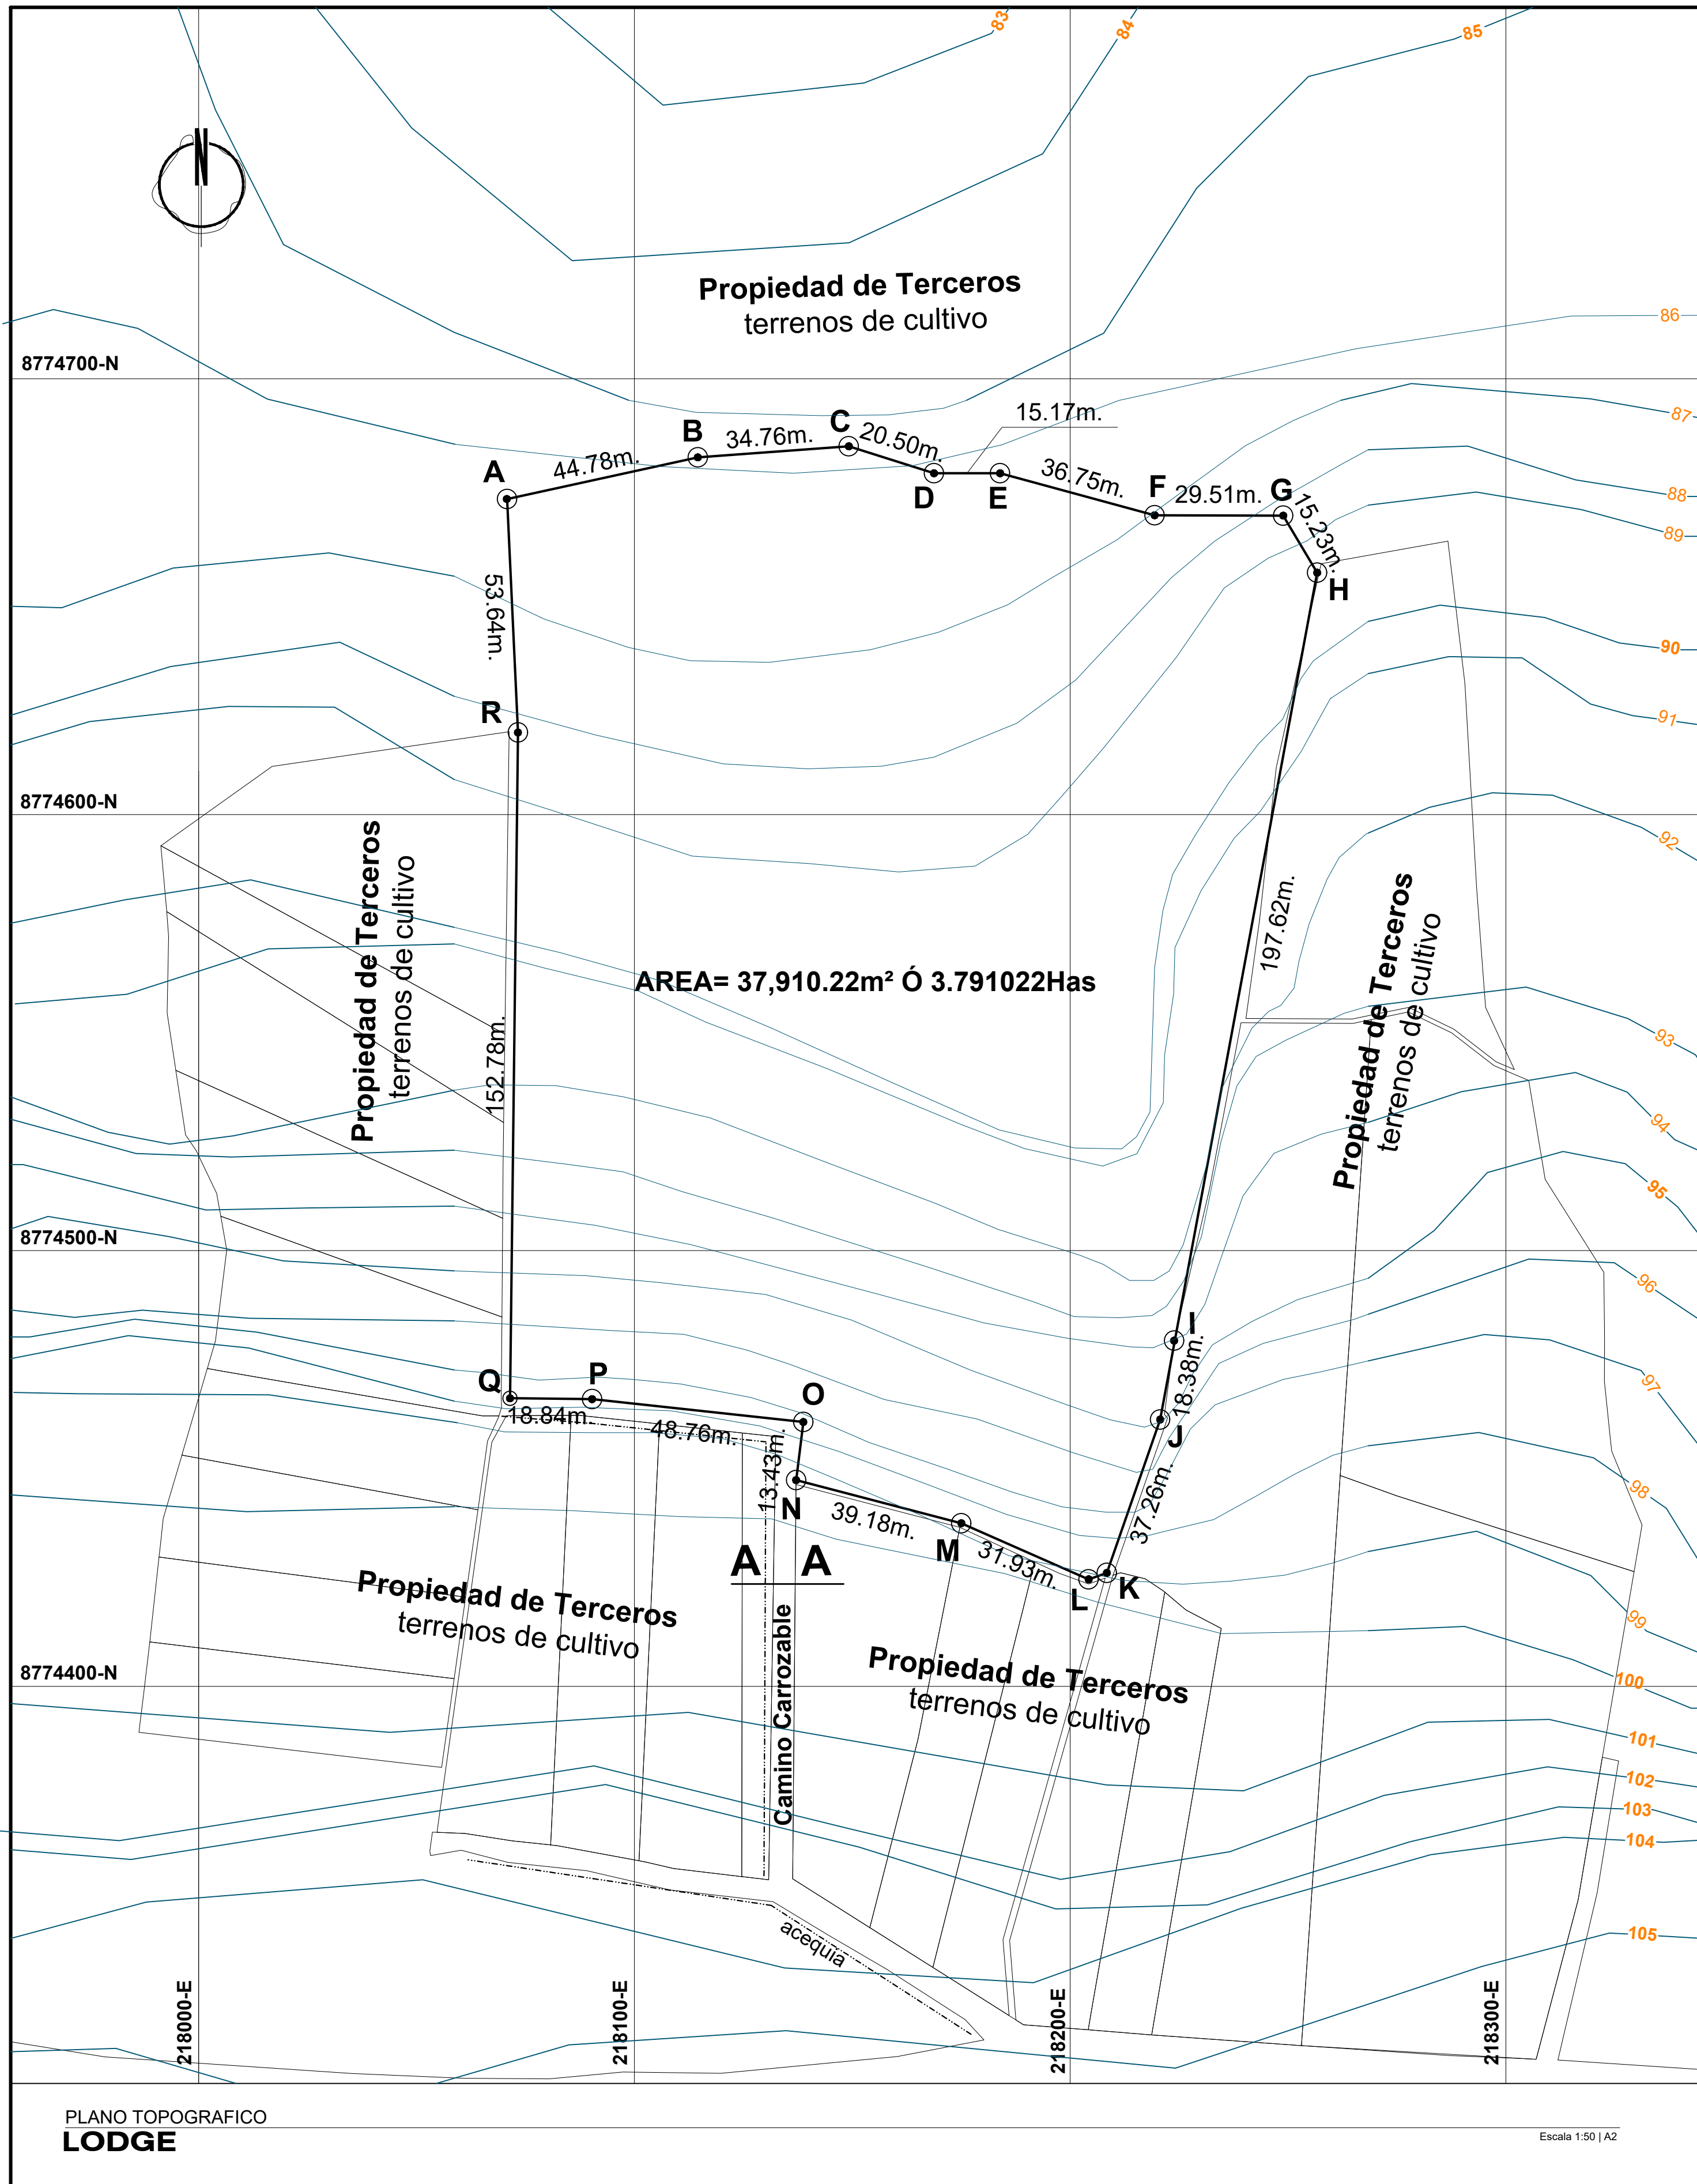 83
84
85
N
Propiedad de Terceros
terrenos de cultivo
86
8774700-N
15.17m.
87
A
44.78m.
B
34.76m.
C
20.50m.
D
E
36.75m.
F
29.51m.
G
15.23m.
H
88
89
53.64m.
90
R
91
8774600-N
92
Propiedad de Terceros
terrenos de cultivo
197.62m.
Propiedad de Terceros
terrenos de cultivo
AREA= 37,910.22m² Ó 3.791022Has
152.78m.
93
94
95
8774500-N
96
I
18.38m.
97
Q
P
O
18.84m.
48.76m.
13.43m.
J
37.26m.
98
N
39.18m.
M
31.93m.
L
K
A A
99
Propiedad de Terceros
terrenos de cultivo
Camino Carrozable
Propiedad de Terceros
terrenos de cultivo
8774400-N
100
101
102
103
104
105
acequia
218000-E
218100-E
218200-E
218300-E
PLANO TOPOGRAFICO
LODGE
Escala 1:50 | A2